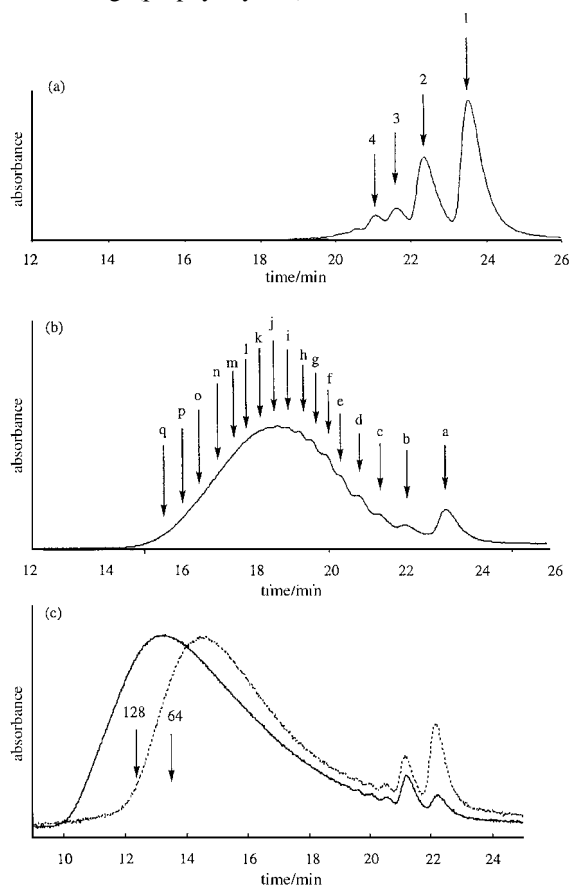 (a)
1
2
3
4
absorbance
12 14 16 18 20 22 24 26
time/min
(b)
j
k i
l h
m g
n f
o e
p d
q c b a
absorbance
12 14 16 18 20 22 24 26
time/min
(c)
128 64
absorbance
10 12 14 16 18 20 22 24
time/min